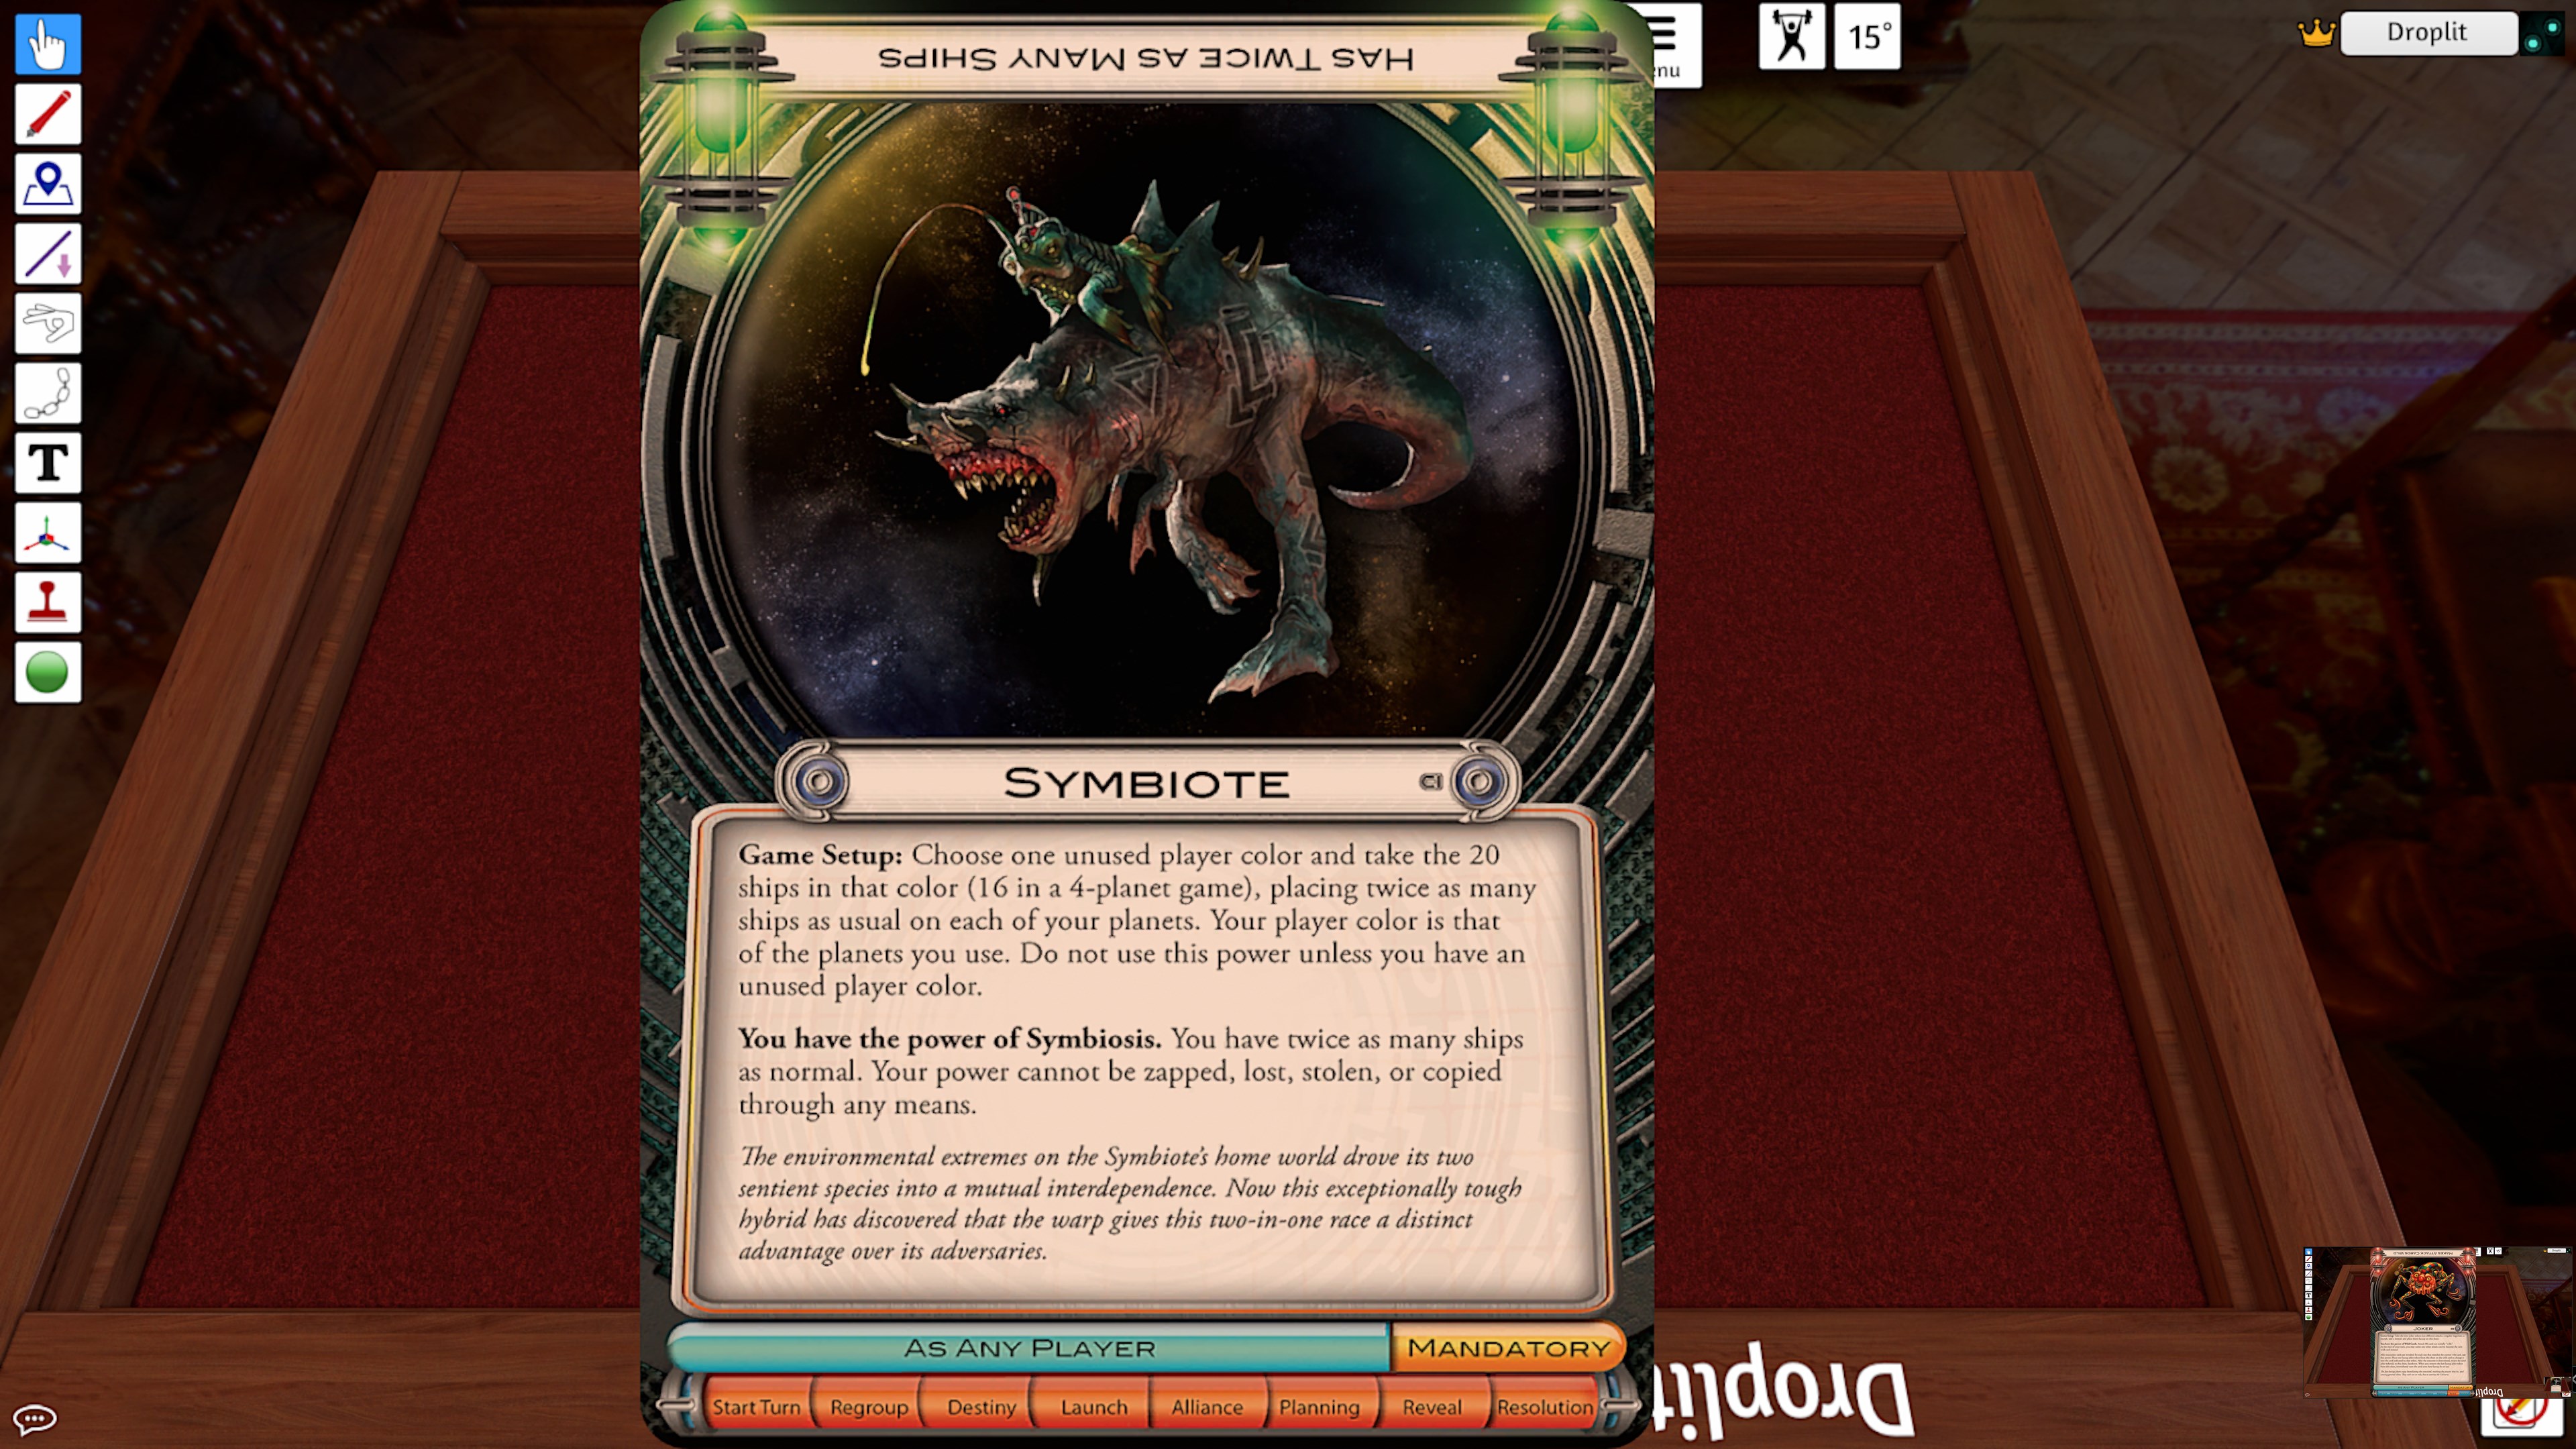 HAS TWICE AS MANY SHIPS
nu
15°
Droplit
T
SYMBIOTE
CI
Game Setup: Choose one unused player color and take the 20
ships in that color (16 in a 4-planet game), placing twice as many
ships as usual on each of your planets. Your player color is that
of the planets you use. Do not use this power unless you have an
unused player color.
You have the power of Symbiosis. You have twice as many ships
as normal. Your power cannot be zapped, lost, stolen, or copied
through any means.
The environmental extremes on the Symbiote's home world drove its two
sentient species into a mutual interdependence. Now this exceptionally tough
hybrid has discovered that the warp gives this two-in-one race a distinct
advantage over its adversaries.
AS ANY PLAYER
MANDATORY
Start Turn
Regroup
Destiny
Launch
Alliance
Planning
Reveal
Resolution
Droplit
JOKER